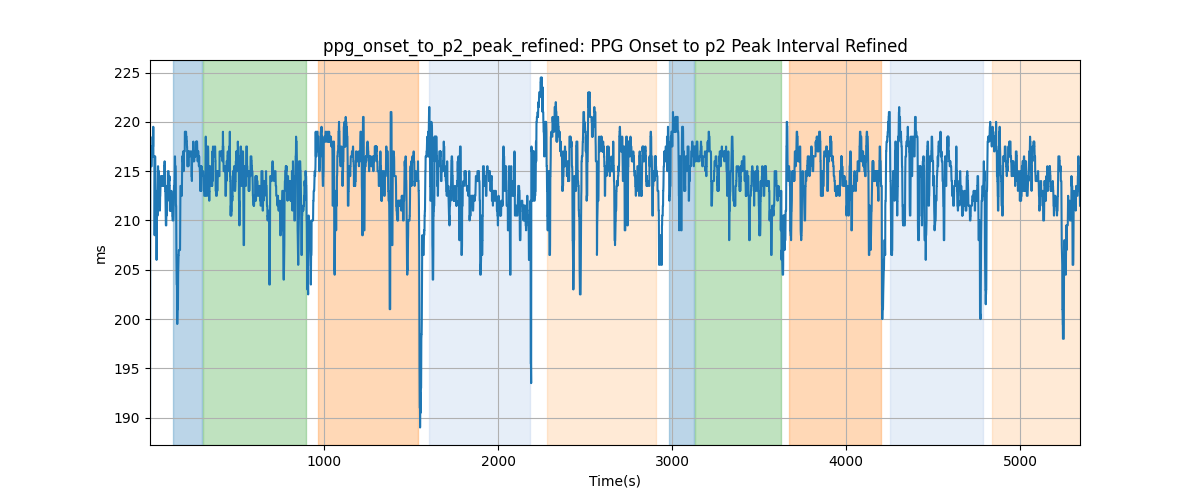 ppg_onset_to_p2_peak_refined: PPG Onset to p2 Peak Interval Refined
225
220
215
210
205
200
195
190
ms
1000 2000 3000 4000 5000
Time(s)